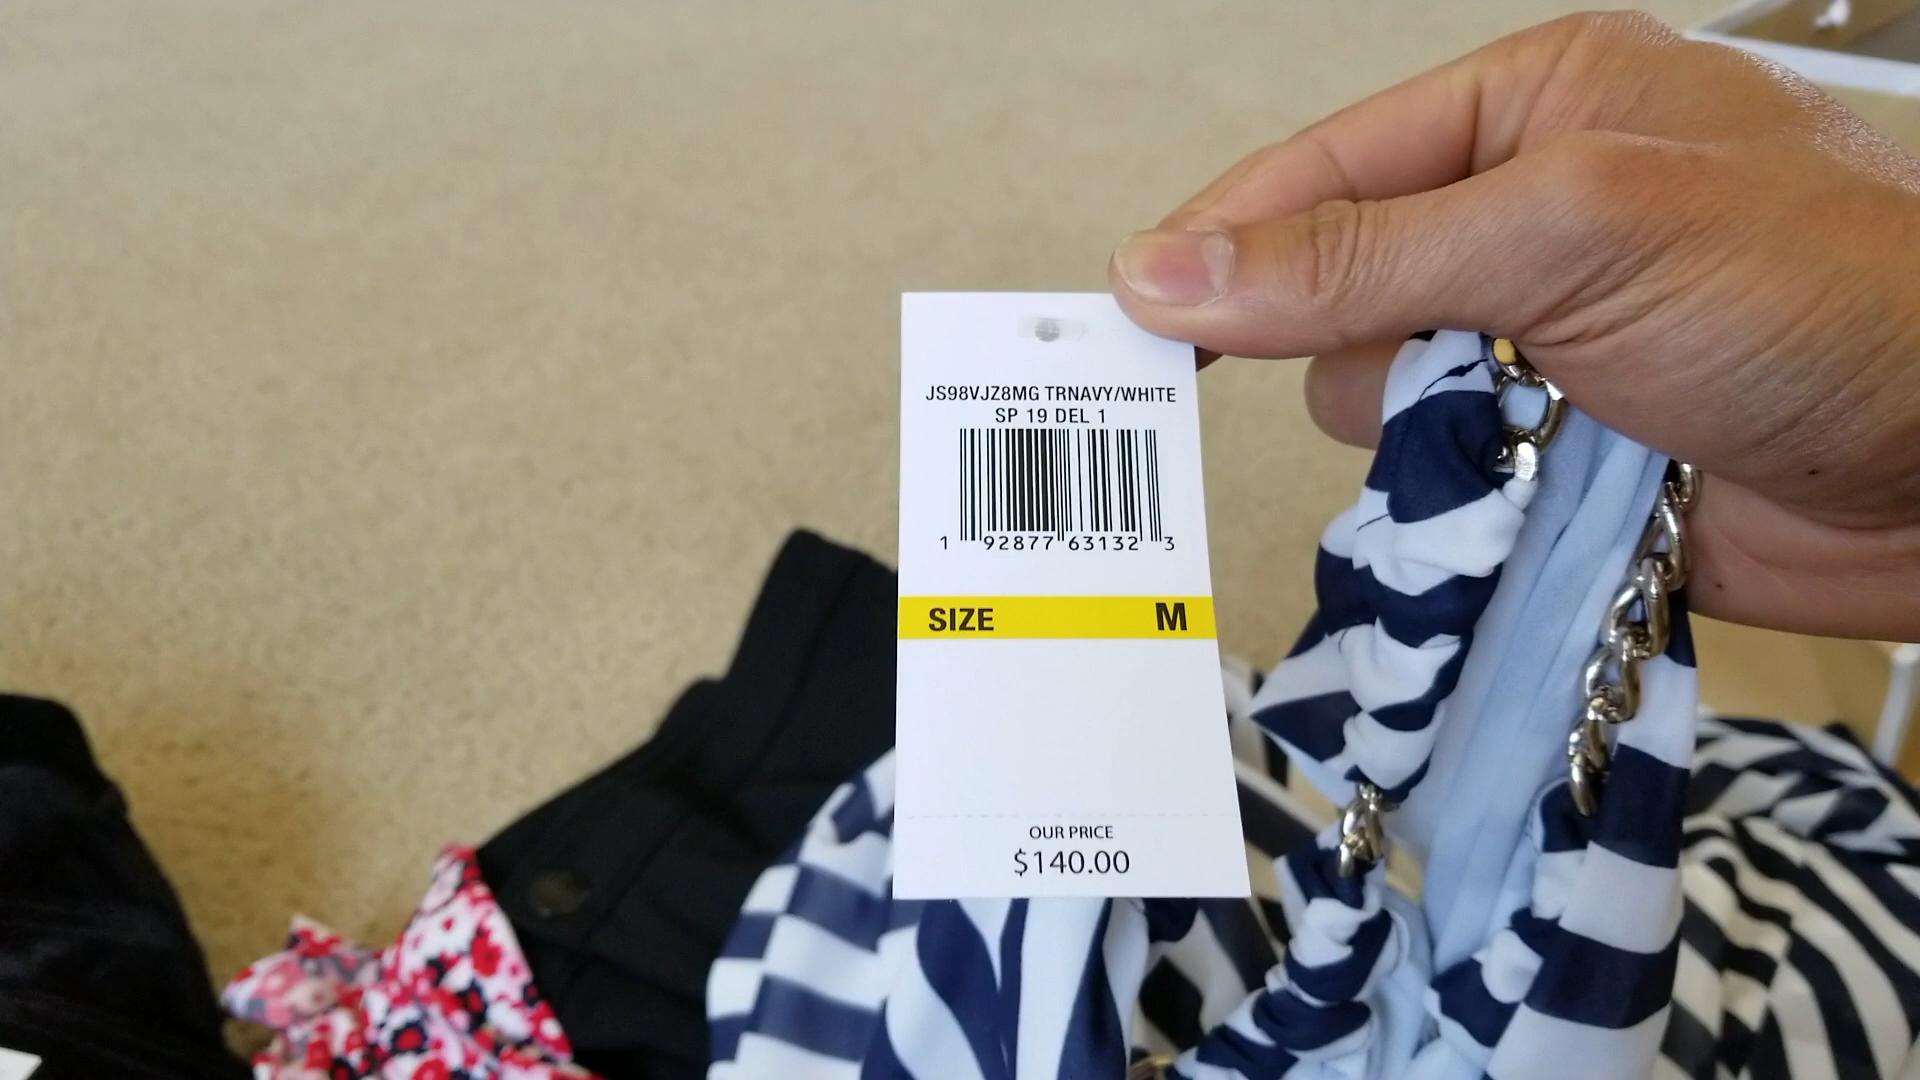 JS98VJZ8MG TRNAVY/WHITE
SP 19 DEL 1
1 92877 63132 3
SIZE M
OUR PRICE
$140.00